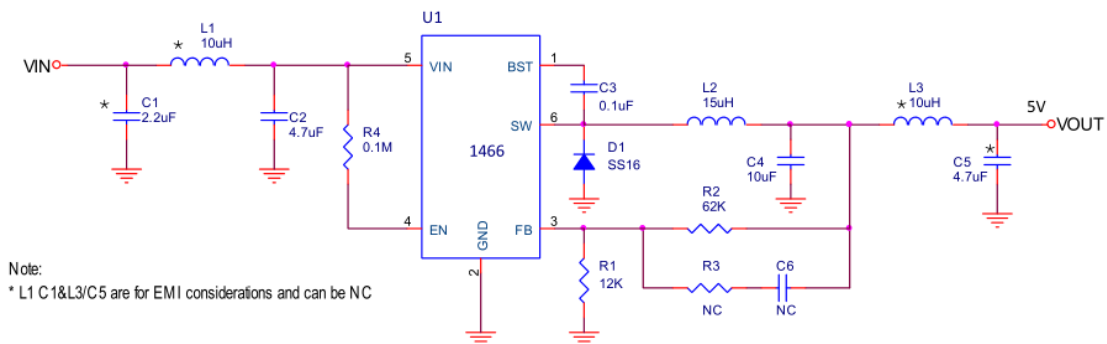 U1
L1
10uH
*
VIN
5
VIN
BST
1
C1
2.2uF
*
C2
4.7uF
R4
0.1M
C3
0.1uF
SW
6
L2
15uH
L3
10uH
*
5V
VOUT
1466
D1
SS16
C4
10uF
C5
4.7uF
*
4
EN
GND
2
FB
3
R2
62K
R1
12K
R3
NC
C6
NC
Note:
* L1 C1&L3/C5 are for EMI considerations and can be NC